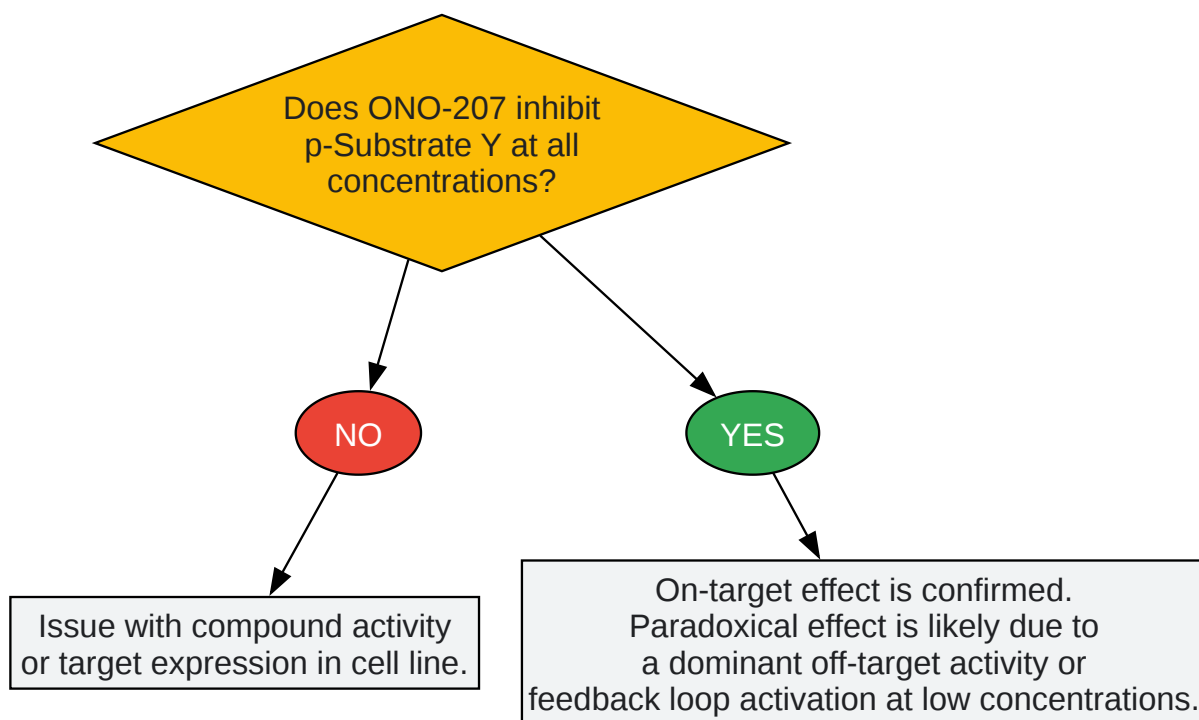 Does ONO-207 inhibit
p-Substrate Y at all
concentrations?
NO
YES
Issue with compound activity
or target expression in cell line.
On-target effect is confirmed.
Paradoxical effect is likely due to
a dominant off-target activity or
feedback loop activation at low concentrations.